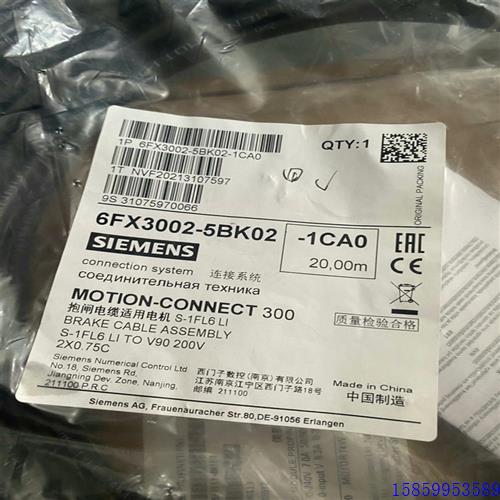 1P 6FX3002-5BK02-1CA0
QTY:1
1T NVF20213107597
9S 31075970066
ORIGINAL PACKING
6FX3002-5BK02 -1CA0
SIEMENS 20,00m
EAC
CE
connection system 连接系统
соединительная техника
MOTION-CONNECT 300
抱闸电缆适用电机 S-1FL6 LI
质量检验合格
BRAKE CABLE ASSEMBLY
S-1FL6 LI TO V90 200V
2X0.75C
Siemens Numerical Control Ltd
No.18, Siemens Rd,
Jiangning Dev. Zone, Nanjing,
211100 P.R.C
西门子数控(南京)有限公司
江苏南京江宁区西门子路18号
邮编 211100
Made in China
中国制造
Siemens AG, Frauenauracher Str.80,DE-91056 Erlangen
15859953589